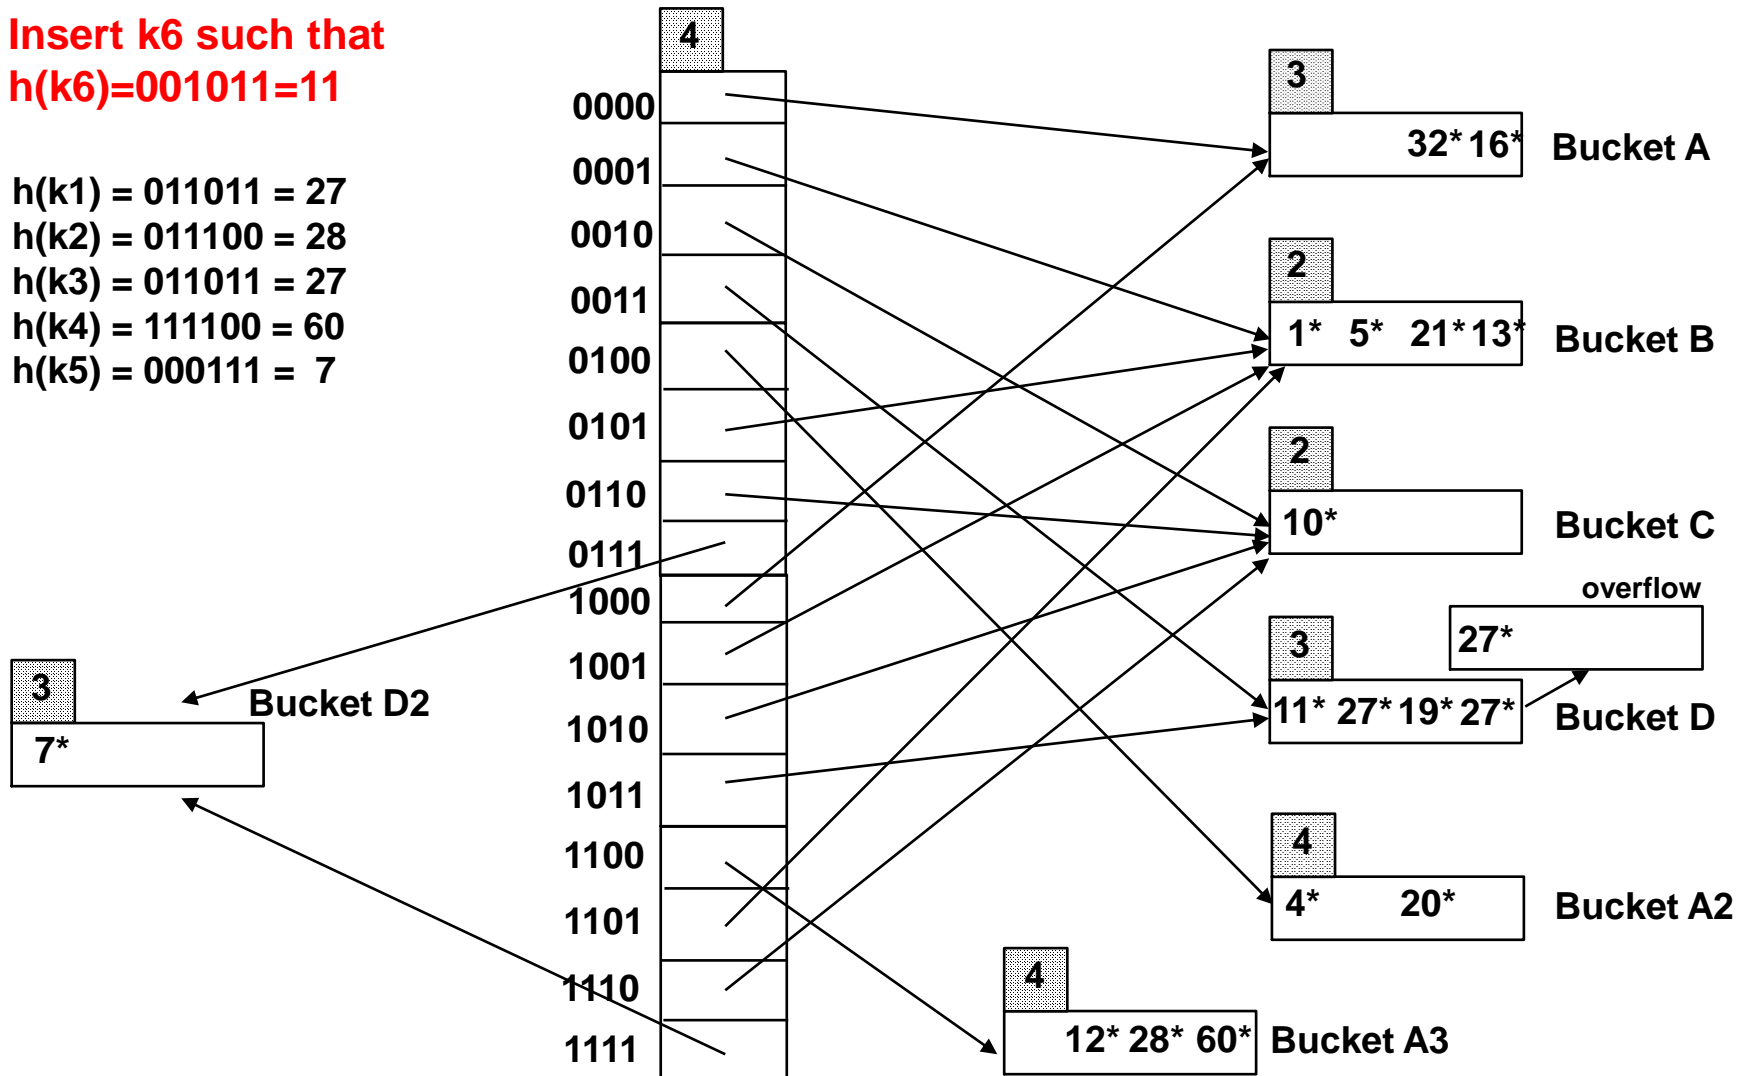 Insert k6 such that
h(k6)=001011=11
h(k1) = 011011 = 27
h(k2) = 011100 = 28
h(k3) = 011011 = 27
h(k4) = 111100 = 60
h(k5) = 000111 = 7
4
0000
0001
0010
0011
0100
0101
0110
0111
1000
1001
1010
1011
1100
1101
1110
1111
3
32* 16* Bucket A
2
1* 5* 21* 13* Bucket B
2
10* Bucket C
overflow
27*
3
11* 27* 19* 27* Bucket D
4
4* 20* Bucket A2
4
12* 28* 60* Bucket A3
3
Bucket D2
7*